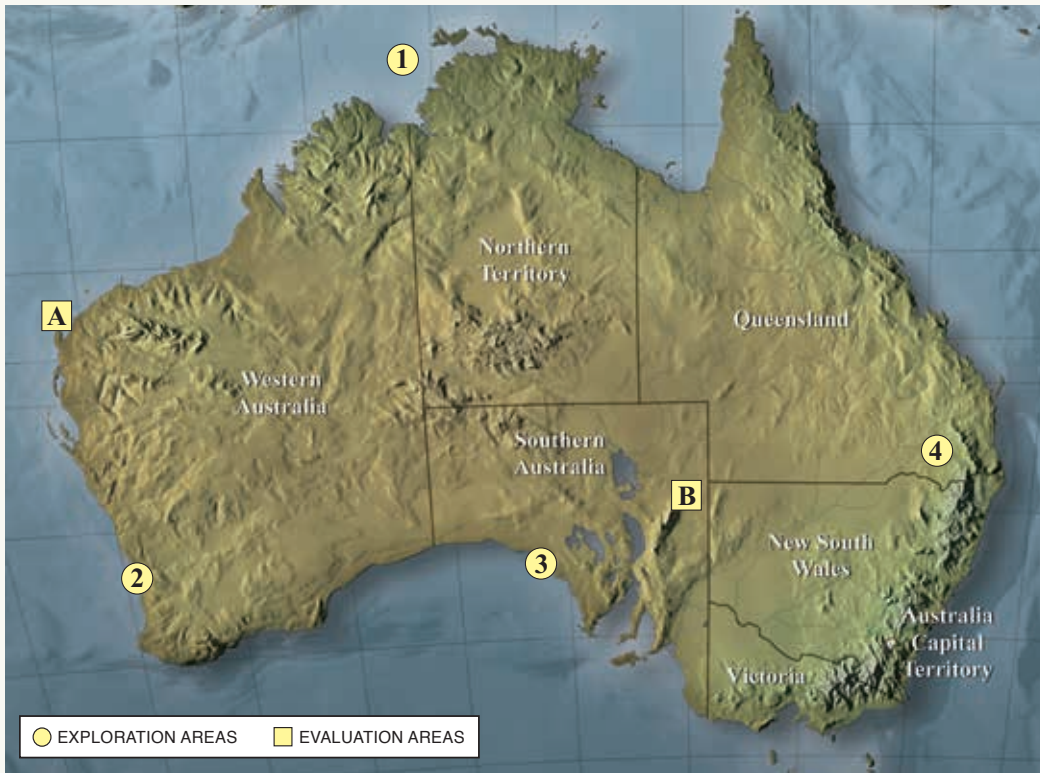 1
Northern
Territory
A
Queensland
Western
Australia
Southern
Australia
4
B
New South
Wales
2
3
Australia
Capital
Territory
Victoria
EXPLORATION AREAS
EVALUATION AREAS